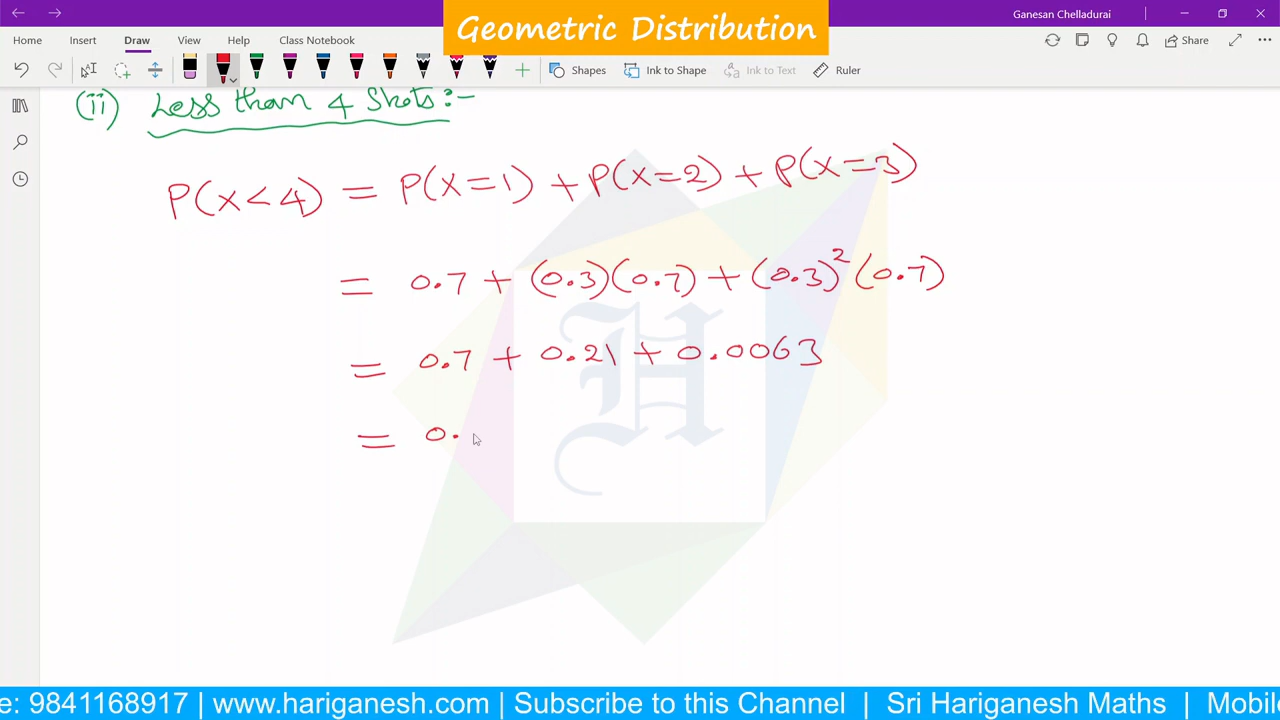 Geometric Distribution
Ganesan Chelladurai
Home Insert Draw View Help Class Notebook
Share
Shapes Ink to Shape Ink to Text Ruler
(ii) Less than 4 Shots:-
P(X<4) = P(X=1) + P(X=2) + P(X=3)
= 0.7 + (0.3)(0.7) + (0.3)² (0.7)
= 0.7 + 0.21 + 0.0063
= 0.
H
e: 9841168917 | www.hariganesh.com | Subscribe to this Channel | Sri Hariganesh Maths | Mobil